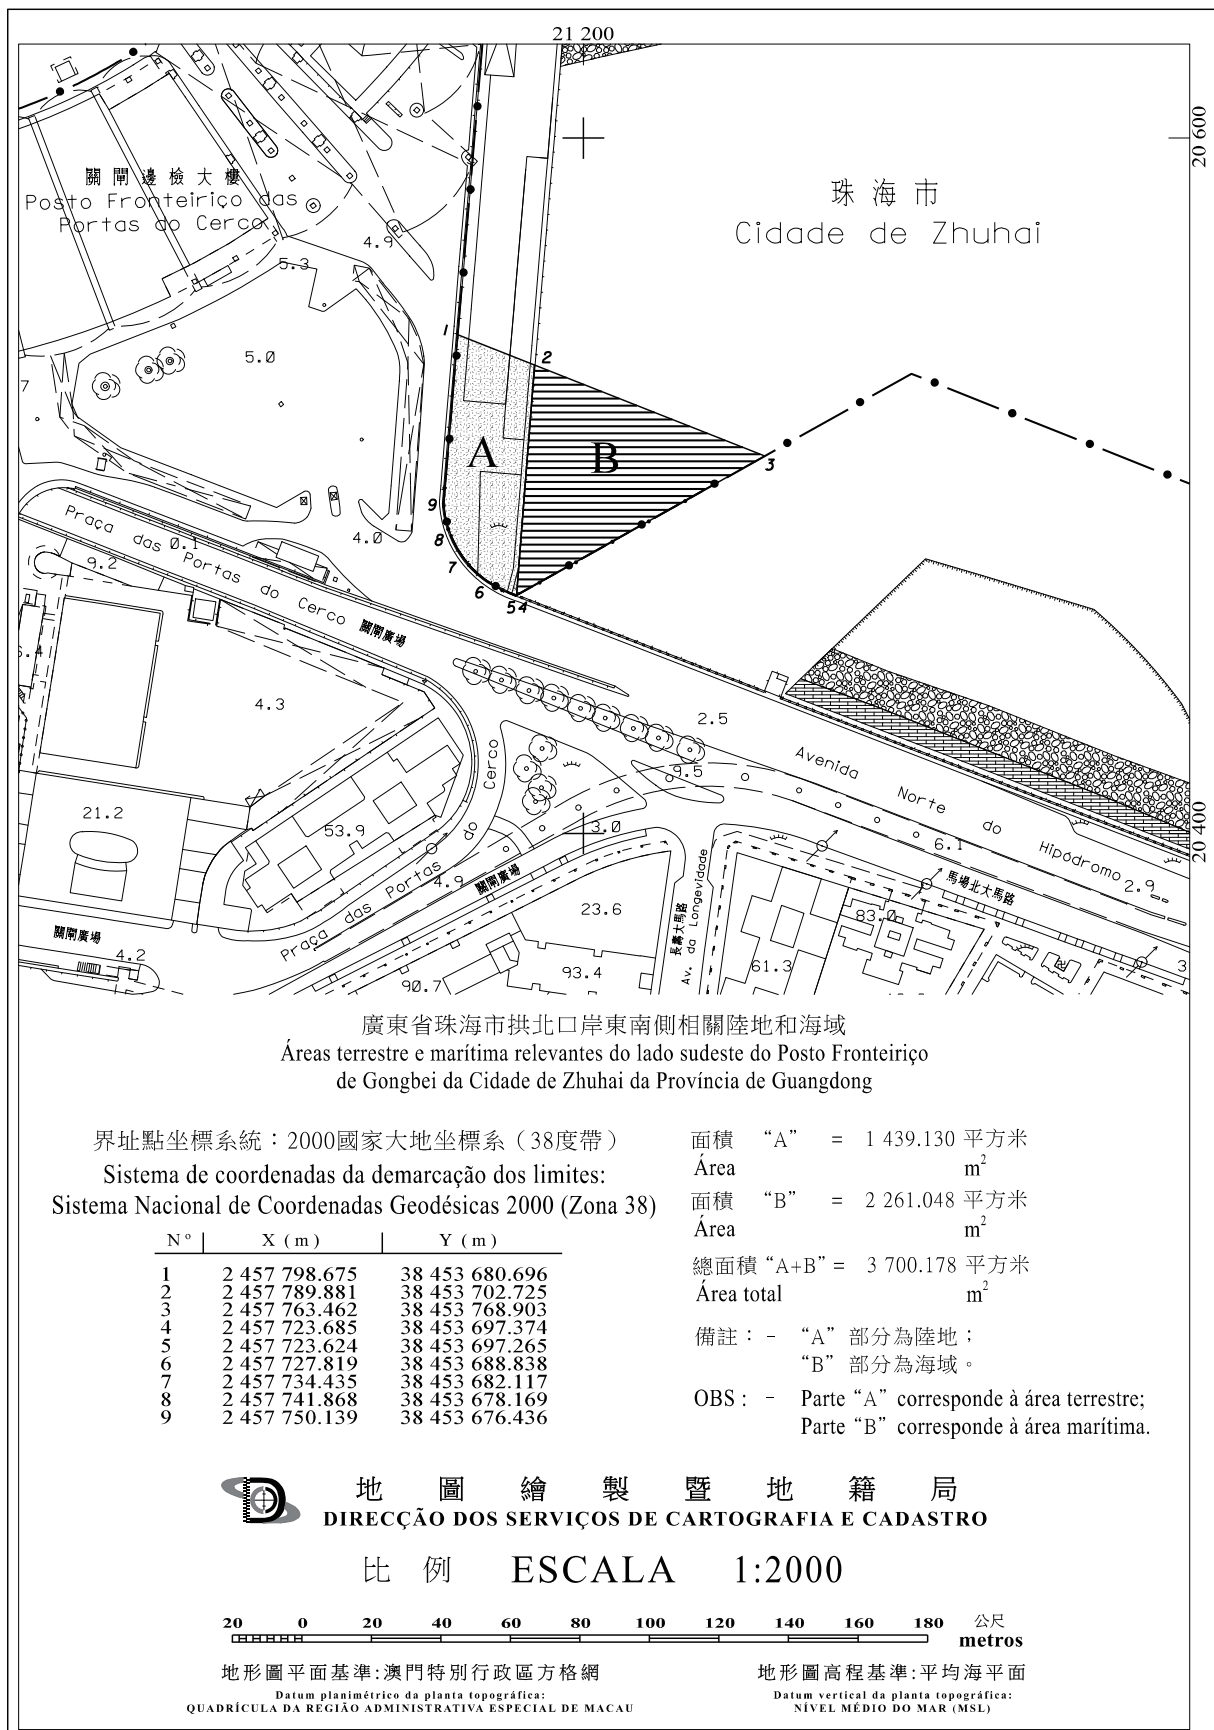 21 200
20 600
關閘邊檢大樓
Posto Fronteiriço das
Portas do Cerco
珠海市
Cidade de Zhuhai
4.9
5.3
1
5.0
2
7
A
B
3
9
8
4.0
7
6
54
Praça das Portas do Cerco
關閘廣場
0.1
9.2
6.4
4.3
2.5
Avenida Norte do Hipódromo
9.5
21.2
53.9
Praça das Portas do Cerco
關閘廣場
3.0
20 400
6.1
馬場北大馬路
2.9
4.9
23.6
長壽大馬路
Av. da Longevidade
83.0
關閘廣場
4.2
61.3
93.4
90.7
3
廣東省珠海市拱北口岸東南側相關陸地和海域
Áreas terrestre e marítima relevantes do lado sudeste do Posto Fronteiriço
de Gongbei da Cidade de Zhuhai da Província de Guangdong
界址點坐標系統：2000國家大地坐標系（38度帶）
Sistema de coordenadas da demarcação dos limites:
Sistema Nacional de Coordenadas Geodésicas 2000 (Zona 38)
Nº X (m) Y (m)
1 2 457 798.675 38 453 680.696
2 2 457 789.881 38 453 702.725
3 2 457 763.462 38 453 768.903
4 2 457 723.685 38 453 697.374
5 2 457 723.624 38 453 697.265
6 2 457 727.819 38 453 688.838
7 2 457 734.435 38 453 682.117
8 2 457 741.868 38 453 678.169
9 2 457 750.139 38 453 676.436
面積 “A” = 1 439.130 平方米
Área m²
面積 “B” = 2 261.048 平方米
Área m²
總面積 “A+B” = 3 700.178 平方米
Área total m²
備註：- “A” 部分為陸地；
“B” 部分為海域。
OBS : - Parte “A” corresponde à área terrestre;
Parte “B” corresponde à área marítima.
地圖繪製暨地籍局
DIRECÇÃO DOS SERVIÇOS DE CARTOGRAFIA E CADASTRO
比例 ESCALA 1:2000
20 0 20 40 60 80 100 120 140 160 180 公尺
metros
地形圖平面基準:澳門特別行政區方格網
Datum planimétrico da planta topográfica:
QUADRÍCULA DA REGIÃO ADMINISTRATIVA ESPECIAL DE MACAU
地形圖高程基準:平均海平面
Datum vertical da planta topográfica:
NÍVEL MÉDIO DO MAR (MSL)